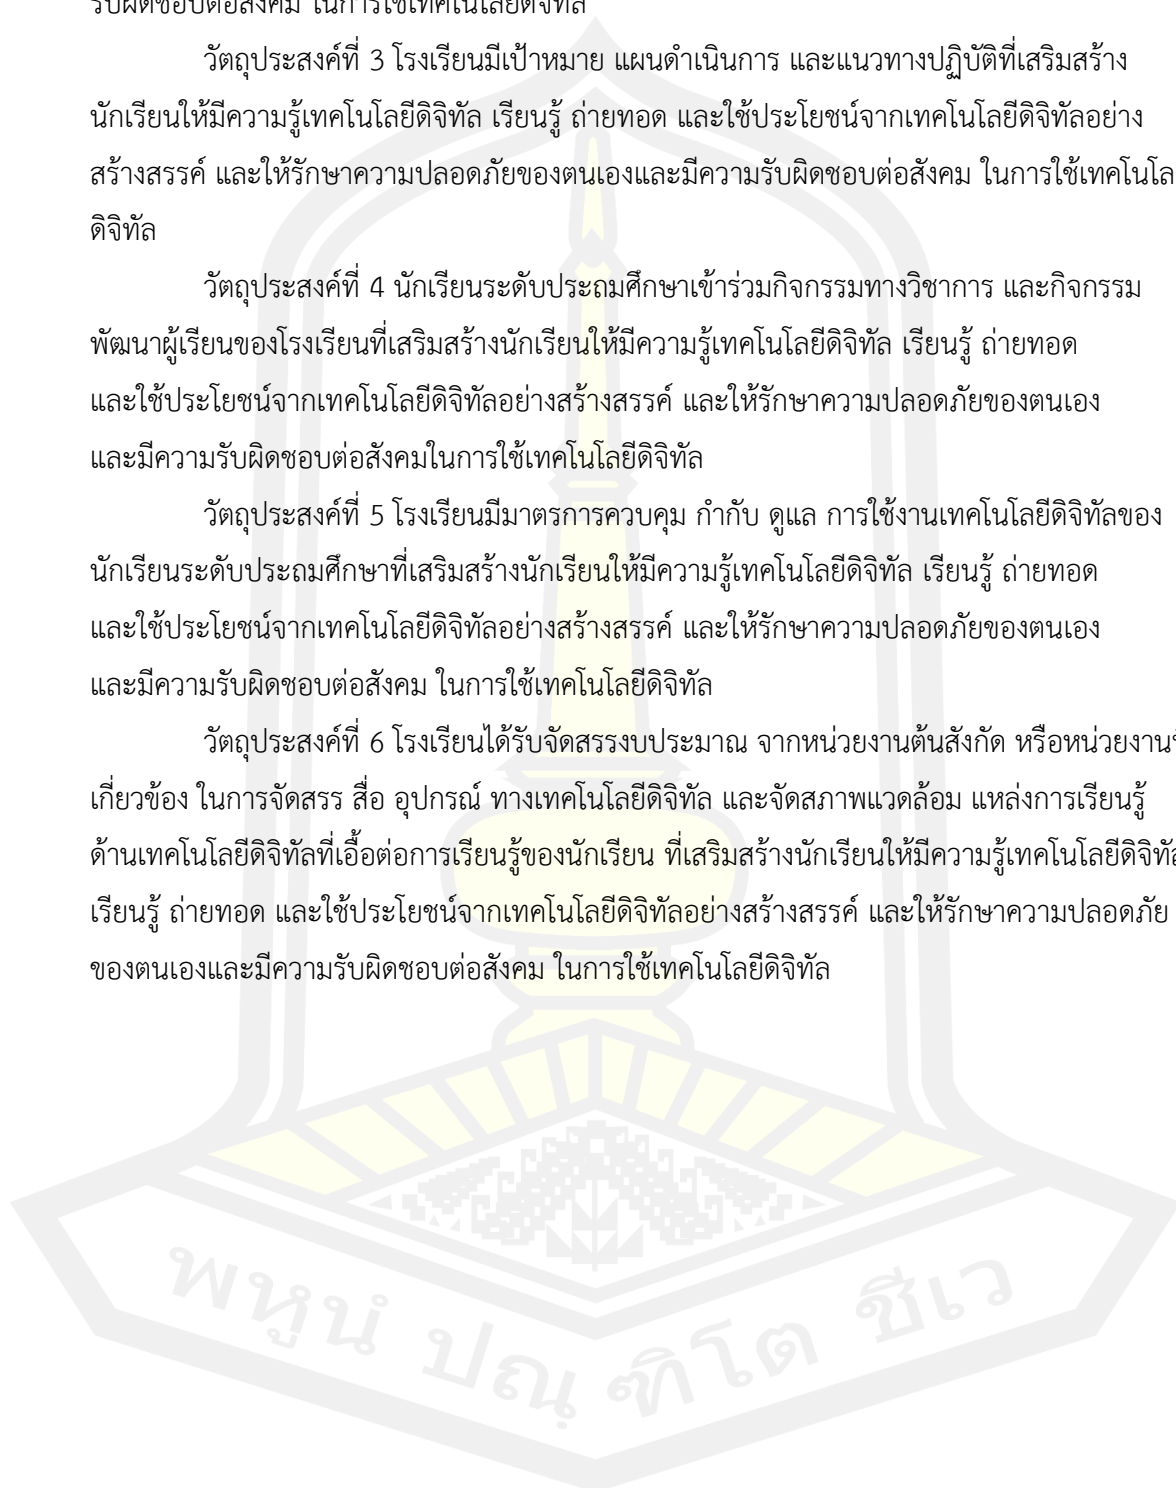 รับผิดชอบต่อสังคม ในการใช้เทคโนโลยีดิจิทัล
วัตถุประสงค์ที่ 3 โรงเรียนมีเป้าหมาย แผนดำเนินการ และแนวทางปฏิบัติที่เสริมสร้าง
นักเรียนให้มีความรู้เทคโนโลยีดิจิทัล เรียนรู้ ถ่ายทอด และใช้ประโยชน์จากเทคโนโลยีดิจิทัลอย่าง
สร้างสรรค์ และให้รักษาความปลอดภัยของตนเองและมีความรับผิดชอบต่อสังคม ในการใช้เทคโนโล
ดิจิทัล
วัตถุประสงค์ที่ 4 นักเรียนระดับประถมศึกษาเข้าร่วมกิจกรรมทางวิชาการ และกิจกรรม
พัฒนาผู้เรียนของโรงเรียนที่เสริมสร้างนักเรียนให้มีความรู้เทคโนโลยีดิจิทัล เรียนรู้ ถ่ายทอด
และใช้ประโยชน์จากเทคโนโลยีดิจิทัลอย่างสร้างสรรค์ และให้รักษาความปลอดภัยของตนเอง
และมีความรับผิดชอบต่อสังคมในการใช้เทคโนโลยีดิจิทัล
วัตถุประสงค์ที่ 5 โรงเรียนมีมาตรการควบคุม กำกับ ดูแล การใช้งานเทคโนโลยีดิจิทัลของ
นักเรียนระดับประถมศึกษาที่เสริมสร้างนักเรียนให้มีความรู้เทคโนโลยีดิจิทัล เรียนรู้ ถ่ายทอด
และใช้ประโยชน์จากเทคโนโลยีดิจิทัลอย่างสร้างสรรค์ และให้รักษาความปลอดภัยของตนเอง
และมีความรับผิดชอบต่อสังคม ในการใช้เทคโนโลยีดิจิทัล
วัตถุประสงค์ที่ 6 โรงเรียนได้รับจัดสรรงบประมาณ จากหน่วยงานต้นสังกัด หรือหน่วยงาน
เกี่ยวข้อง ในการจัดสรร สื่อ อุปกรณ์ ทางเทคโนโลยีดิจิทัล และจัดสภาพแวดล้อม แหล่งการเรียนรู้
ด้านเทคโนโลยีดิจิทัลที่เอื้อต่อการเรียนรู้ของนักเรียน ที่เสริมสร้างนักเรียนให้มีความรู้เทคโนโลยีดิจิทัล
เรียนรู้ ถ่ายทอด และใช้ประโยชน์จากเทคโนโลยีดิจิทัลอย่างสร้างสรรค์ และให้รักษาความปลอดภัย
ของตนเองและมีความรับผิดชอบต่อสังคม ในการใช้เทคโนโลยีดิจิทัล
พหูนํ ปณฺฑิโต ชีเว